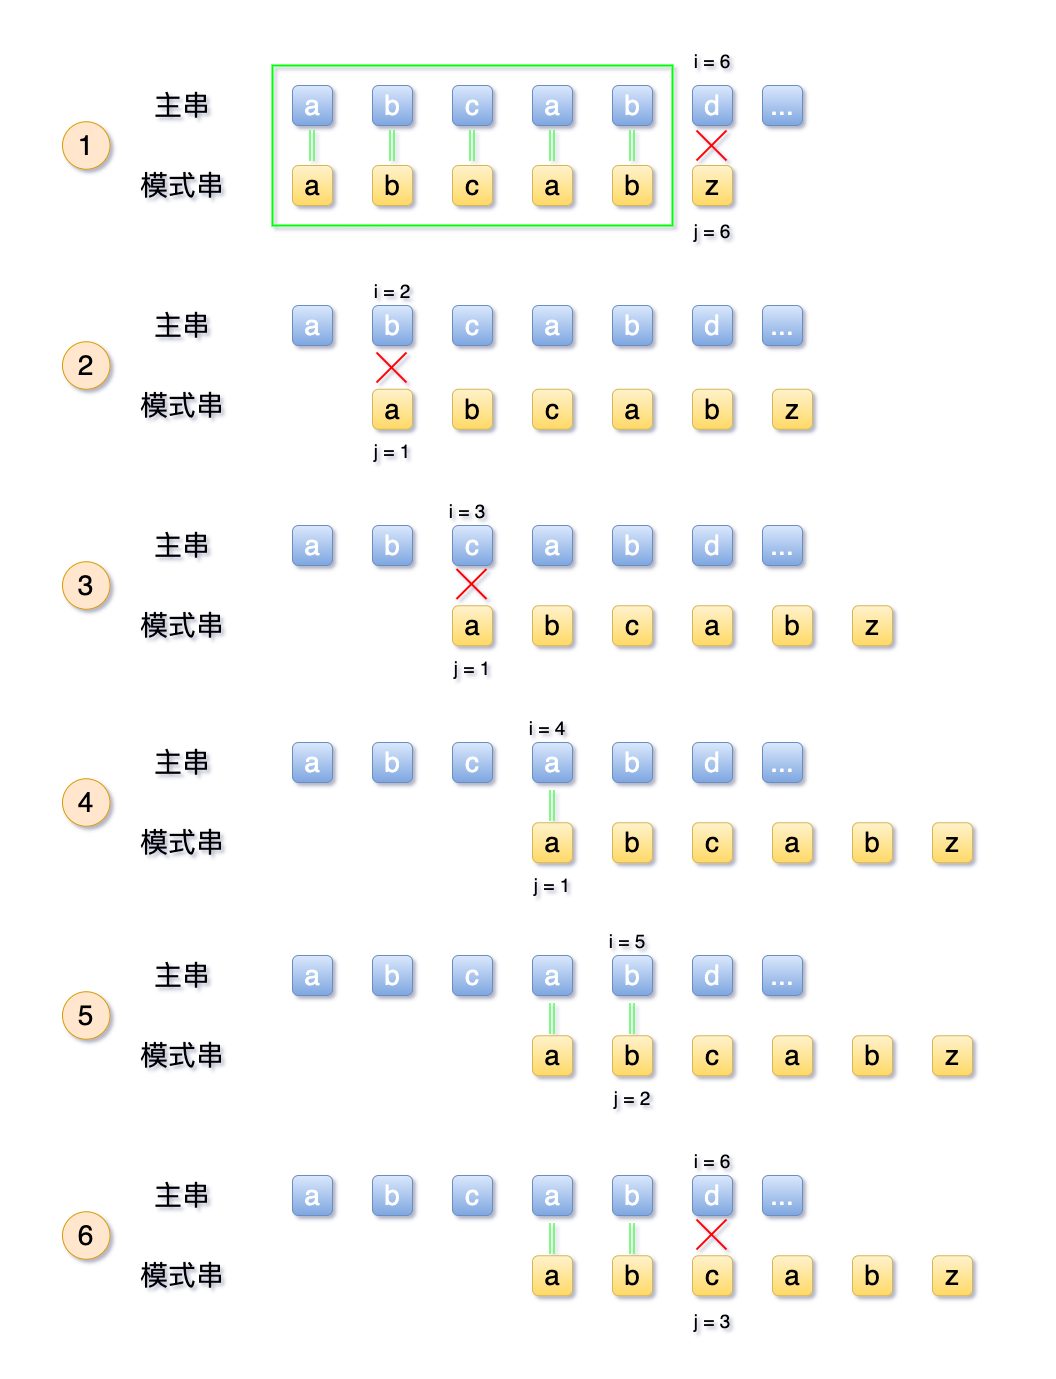 i = 6
主串 a b c a b d ...
1
模式串 a b c a b z
j = 6
i = 2
主串 a b c a b d ...
2
模式串 a b c a b z
j = 1
i = 3
主串 a b c a b d ...
3
模式串 a b c a b z
j = 1
i = 4
主串 a b c a b d ...
4
模式串 a b c a b z
j = 1
i = 5
主串 a b c a b d ...
5
模式串 a b c a b z
j = 2
i = 6
主串 a b c a b d ...
6
模式串 a b c a b z
j = 3